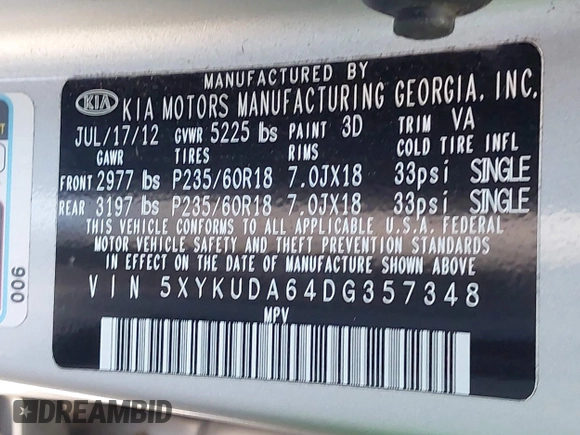 MANUFACTURED BY
KIA KIA MOTORS MANUFACTURING GEORGIA, INC.
JUL/17/12 GVWR 5225 lbs PAINT 3D TRIM VA
GAWR TIRES RIMS COLD TIRE INFL
FRONT 2977 lbs P235/60R18 7.0JX18 33psi SINGLE
REAR 3197 lbs P235/60R18 7.0JX18 33psi SINGLE
THIS VEHICLE CONFORMS TO ALL APPLICABLE U.S.A. FEDERAL
MOTOR VEHICLE SAFETY AND THEFT PREVENTION STANDARDS
IN EFFECT ON THE DATE OF MANUFACTURE SHOWN ABOVE
VIN 5XYKUDA64DG357348
MPV
006
DREAMBID